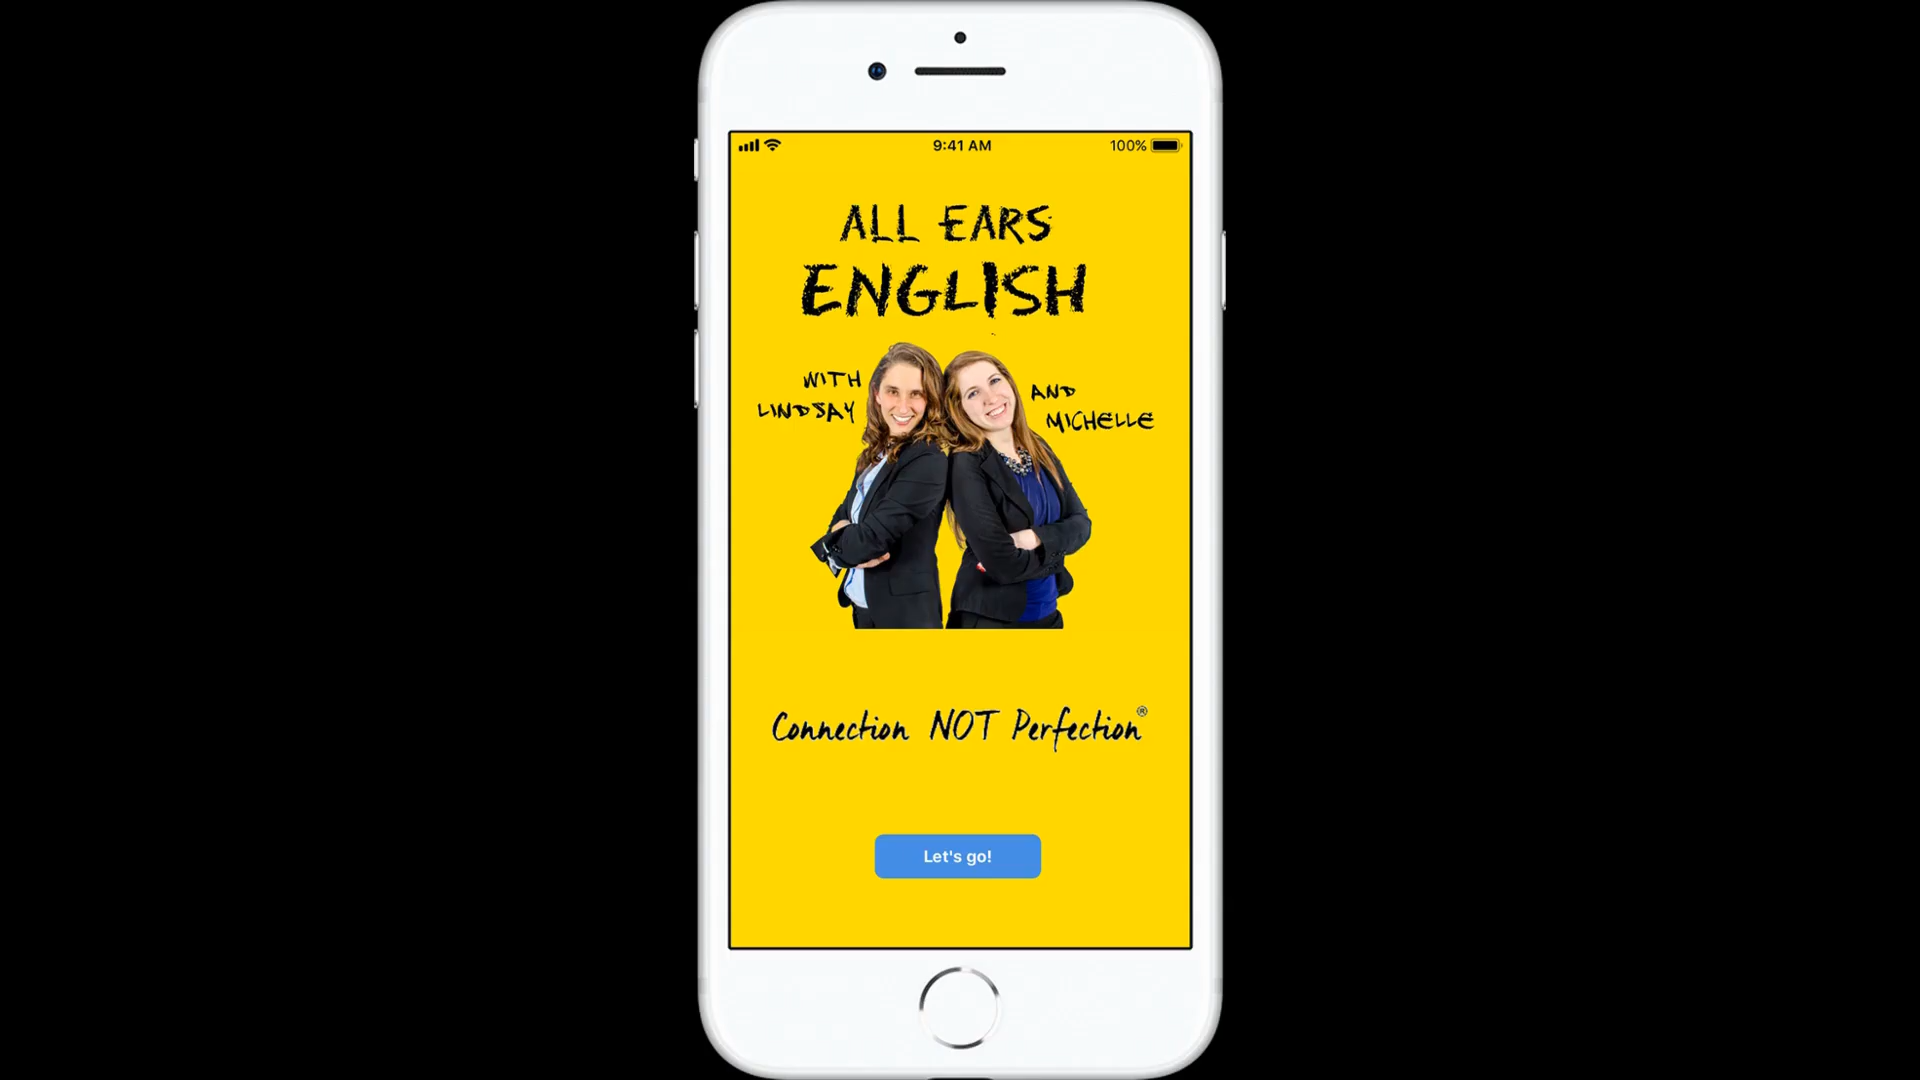 9:41 AM 100%
ALL EARS
ENGLISH
WITH
LINDSAY
AND
MICHELLE
Connection NOT Perfection®
Let's go!